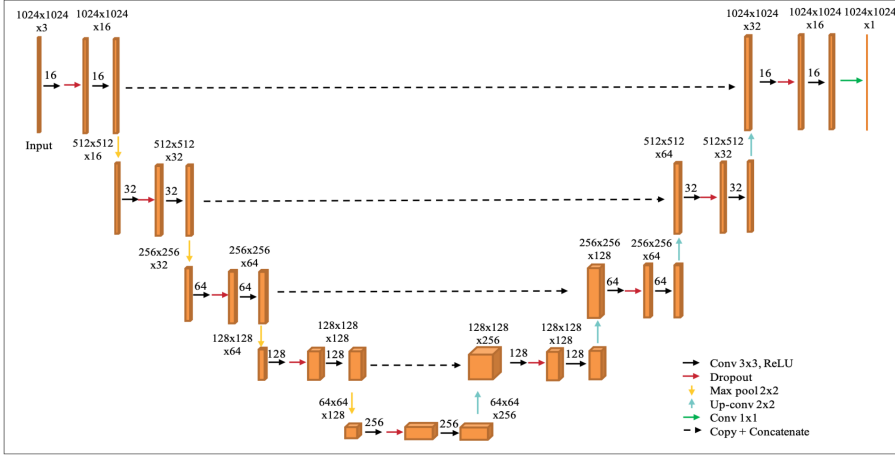 1024x1024
x3
1024x1024
x16
16
16
Input
512x512
x16
512x512
x32
32
32
256x256
x32
256x256
x64
64
64
128x128
x64
128x128
x128
128
128
64x64
x128
256
256
64x64
x256
128x128
x256
128x128
x128
128
128
256x256
x128
256x256
x64
64
64
512x512
x64
512x512
x32
32
32
1024x1024
x32
1024x1024
x16
1024x1024
x1
16
16
Conv 3x3, ReLU
Dropout
Max pool 2x2
Up-conv 2x2
Conv 1x1
Copy + Concatenate